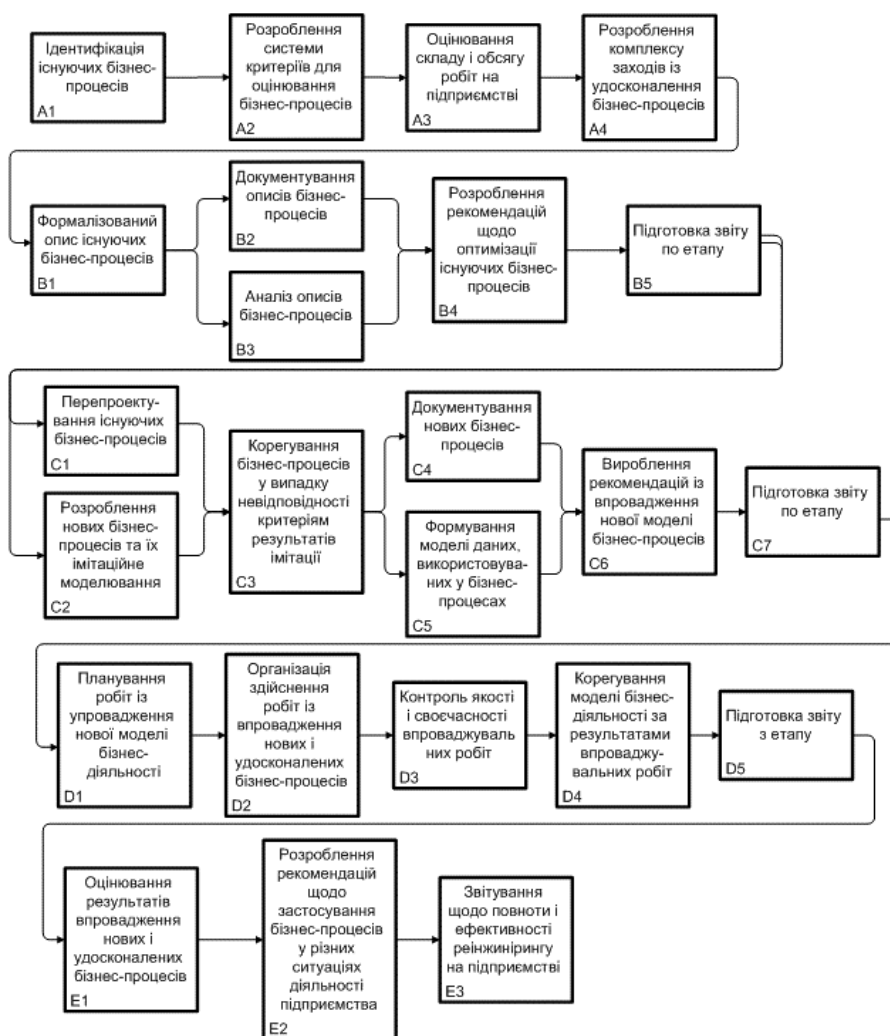 Ідентифікація
існуючих бізнес-
процесів
A1
Розроблення
системи
критеріїв для
оцінювання
бізнес-процесів
A2
Оцінювання
складу і обсягу
робіт на
підприємстві
A3
Розроблення
комплексу
заходів із
удосконалення
бізнес-процесів
A4
Формалізований
опис існуючих
бізнес-процесів
B1
Документування
описів бізнес-
процесів
B2
Аналіз описів
бізнес-процесів
B3
Розроблення
рекомендацій
щодо
оптимізації
існуючих бізнес-
процесів
B4
Підготовка звіту
по етапу
B5
Перепроекту-
вання існуючих
бізнес-процесів
C1
Розроблення
нових бізнес-
процесів та їх
імітаційне
моделювання
C2
Корегування
бізнес-процесів
у випадку
невідповідності
критеріям
результатів
імітації
C3
Документування
нових бізнес-
процесів
C4
Формування
моделі даних,
використовува-
них у бізнес-
процесах
C5
Вироблення
рекомендацій із
впровадження
нової моделі
бізнес-процесів
C6
Підготовка звіту
по етапу
C7
Планування
робіт із
упровадження
нової моделі
бізнес-
діяльності
D1
Організація
здійснення
робіт із
впровадження
нових і
удосконалених
бізнес-процесів
D2
Контроль якості
і своєчасності
впроваджуваль
них робіт
D3
Корегування
моделі бізнес-
діяльності за
результатами
впроваджу-
вальних робіт
D4
Підготовка звіту
з етапу
D5
Оцінювання
результатів
впровадження
нових і
удосконалених
бізнес-процесів
E1
Розроблення
рекомендацій
щодо
застосування
бізнес-процесів
у різних
ситуаціях
діяльності
підприємства
E2
Звітування
щодо повноти і
ефективності
реінжинірингу
на підприємстві
E3